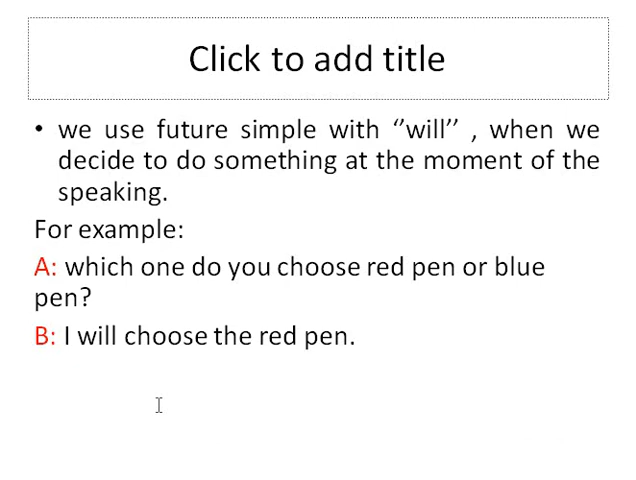 Click to add title
• we use future simple with ‘’will’’ , when we
decide to do something at the moment of the
speaking.
For example:
A: which one do you choose red pen or blue
pen?
B: I will choose the red pen.